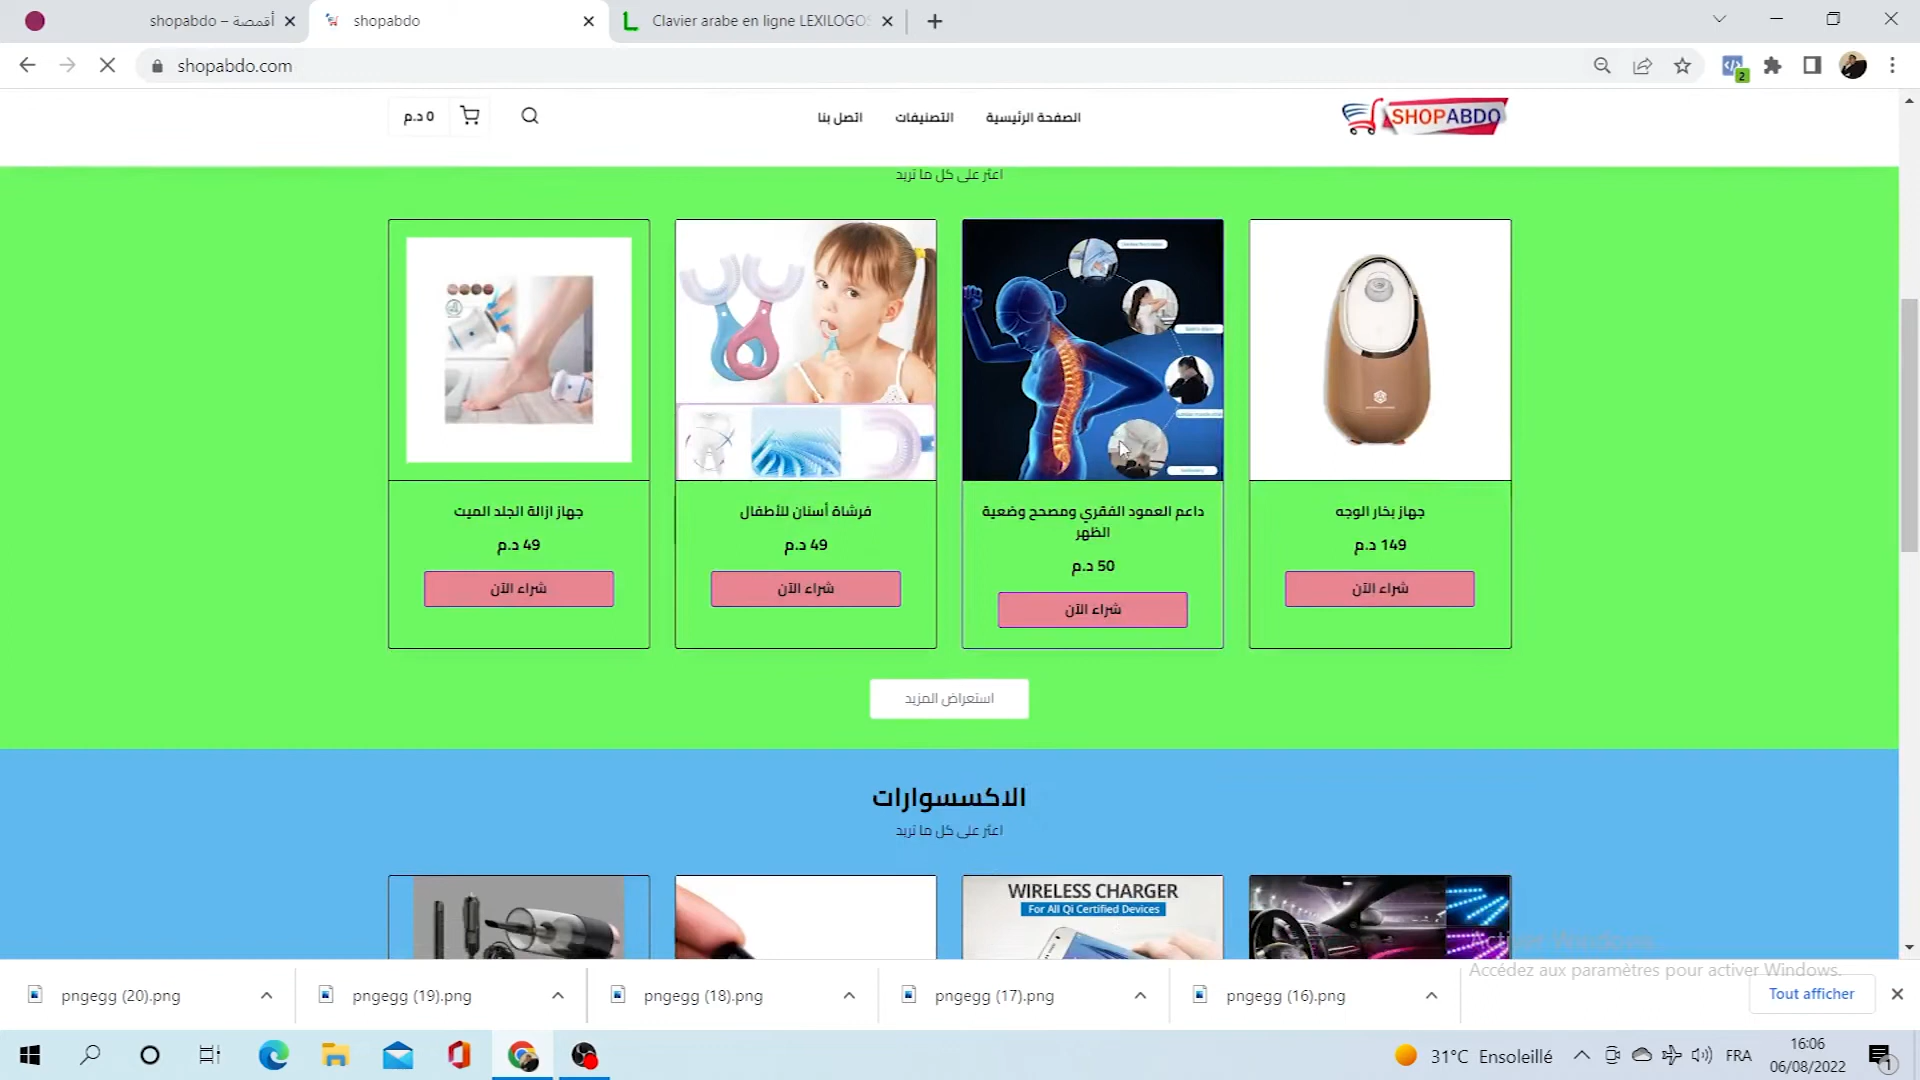 shopabdo – أقمصة
shopabdo
Clavier arabe en ligne LEXILOGOS
shopabdo.com
2
0 د.م
اتصل بنا
التصنيفات
الصفحة الرئيسية
SHOPABDO
اعثر على كل ما تريد
جهاز ازالة الجلد الميت
49 د.م
شراء الآن
فرشاة أسنان للأطفال
49 د.م
شراء الآن
داعم العمود الفقري ومصحح وضعية
الظهر
50 د.م
شراء الآن
جهاز بخار الوجه
149 د.م
شراء الآن
استعراض المزيد
الاكسسوارات
اعثر على كل ما تريد
WIRELESS CHARGER
For All Qi Certified Devices
Activer Windows
Accédez aux paramètres pour activer Windows.
pngegg (20).png
pngegg (19).png
pngegg (18).png
pngegg (17).png
pngegg (16).png
Tout afficher
31°C Ensoleillé
FRA
16:06
06/08/2022
1